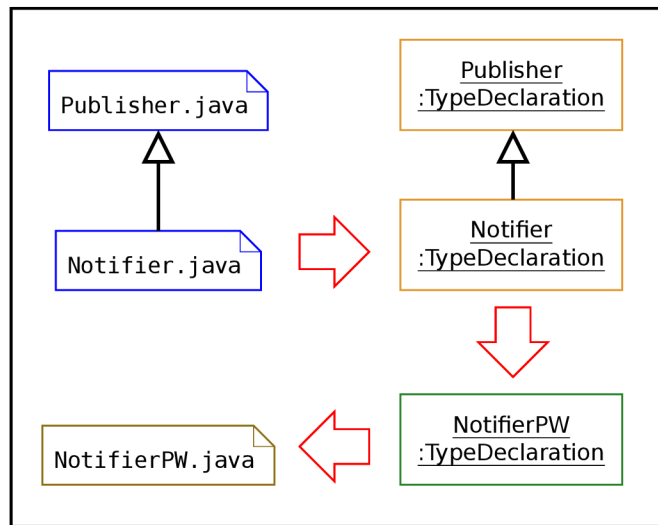 Publisher.java
Publisher
:TypeDeclaration
Notifier.java
Notifier
:TypeDeclaration
NotifierPW.java
NotifierPW
:TypeDeclaration